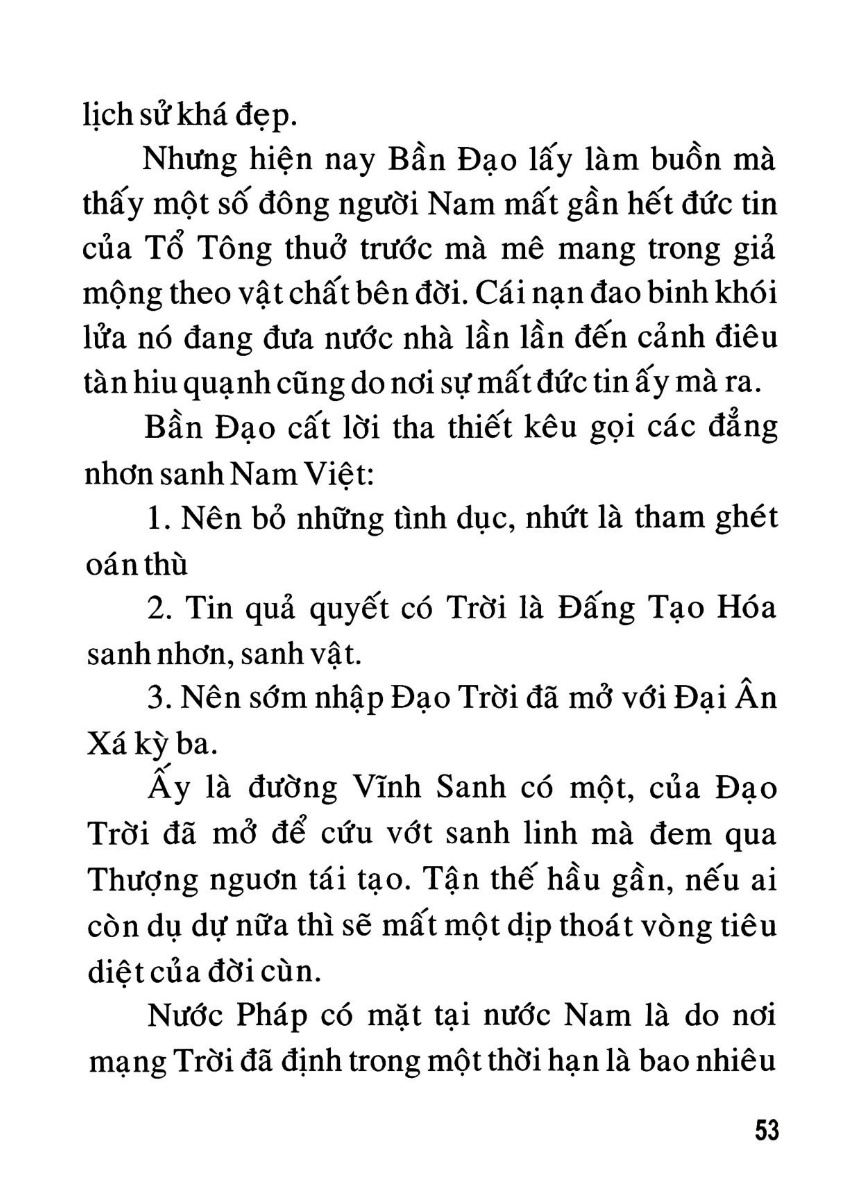 lịch sử khá đẹp.
Nhưng hiện nay Bần Đạo lấy làm buồn mà
thấy một số đông người Nam mất gần hết đức tin
của Tổ Tông thuở trước mà mê mang trong giả
mộng theo vật chất bên đời. Cái nạn đao binh khói
lửa nó đang đưa nước nhà lần lần đến cảnh điêu
tàn hiu quạnh cũng do nơi sự mất đức tin ấy mà ra.
Bần Đạo cất lời tha thiết kêu gọi các đẳng
nhơn sanh Nam Việt:
1. Nên bỏ những tình dục, nhứt là tham ghét
oán thù
2. Tin quả quyết có Trời là Đấng Tạo Hóa
sanh nhơn, sanh vật.
3. Nên sớm nhập Đạo Trời đã mở với Đại Ân
Xá kỳ ba.
Ấy là đường Vĩnh Sanh có một, của Đạo
Trời đã mở để cứu vớt sanh linh mà đem qua
Thượng nguơn tái tạo. Tận thế hầu gần, nếu ai
còn dụ dự nữa thì sẽ mất một dịp thoát vòng tiêu
diệt của đời cùn.
Nước Pháp có mặt tại nước Nam là do nơi
mạng Trời đã định trong một thời hạn là bao nhiêu
53